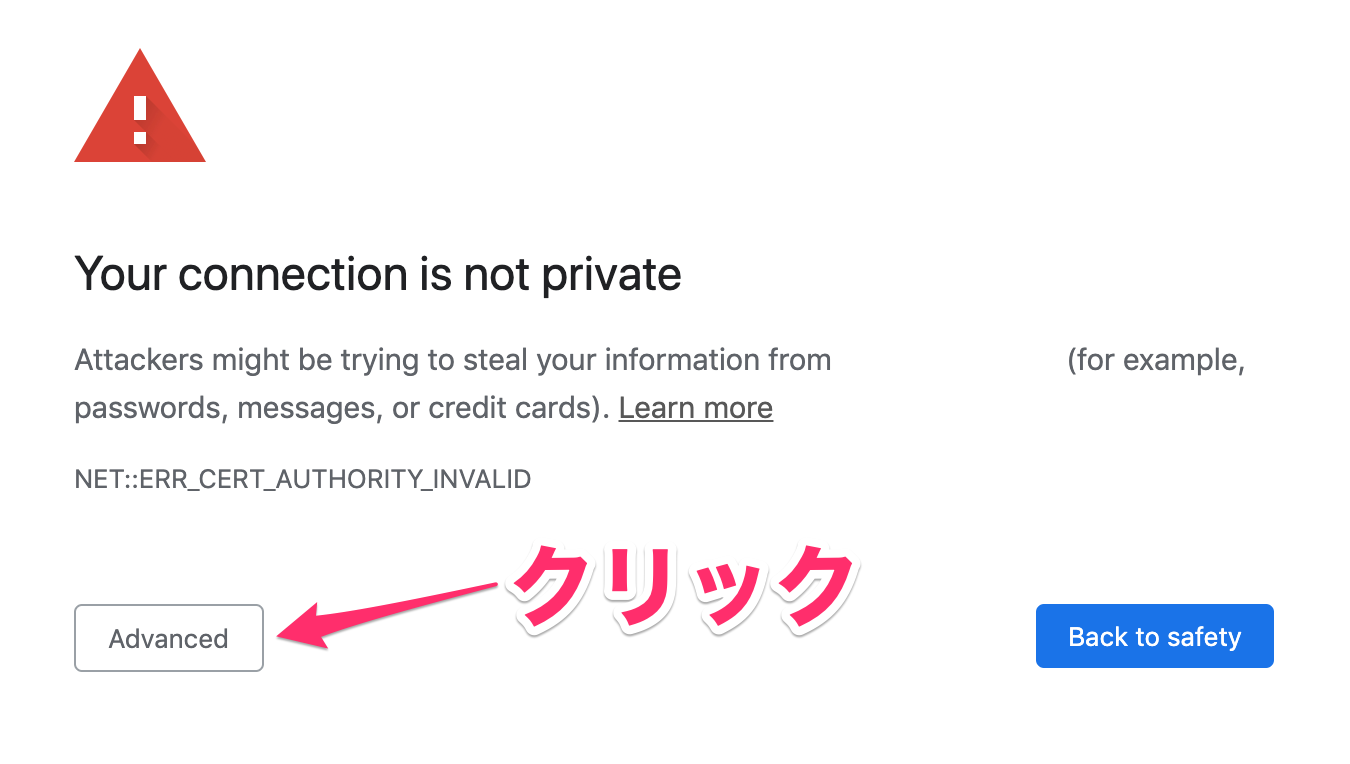 Your connection is not private
Attackers might be trying to steal your information from (for example,
passwords, messages, or credit cards). Learn more
NET::ERR_CERT_AUTHORITY_INVALID
クリック
Advanced
Back to safety